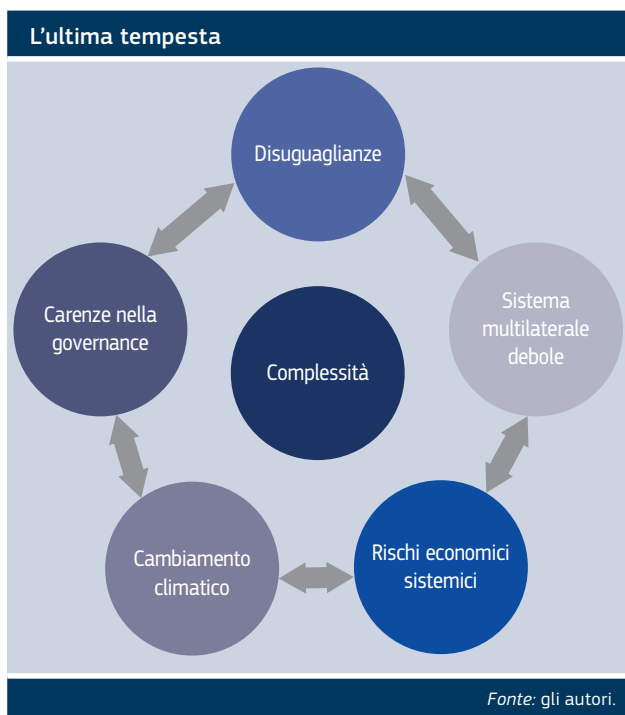 L'ultima tempesta
Disuguaglianze
Carenze nella
governance
Sistema
multilaterale
debole
Complessità
Cambiamento
climatico
Rischi economici
sistemici
Fonte: gli autori.